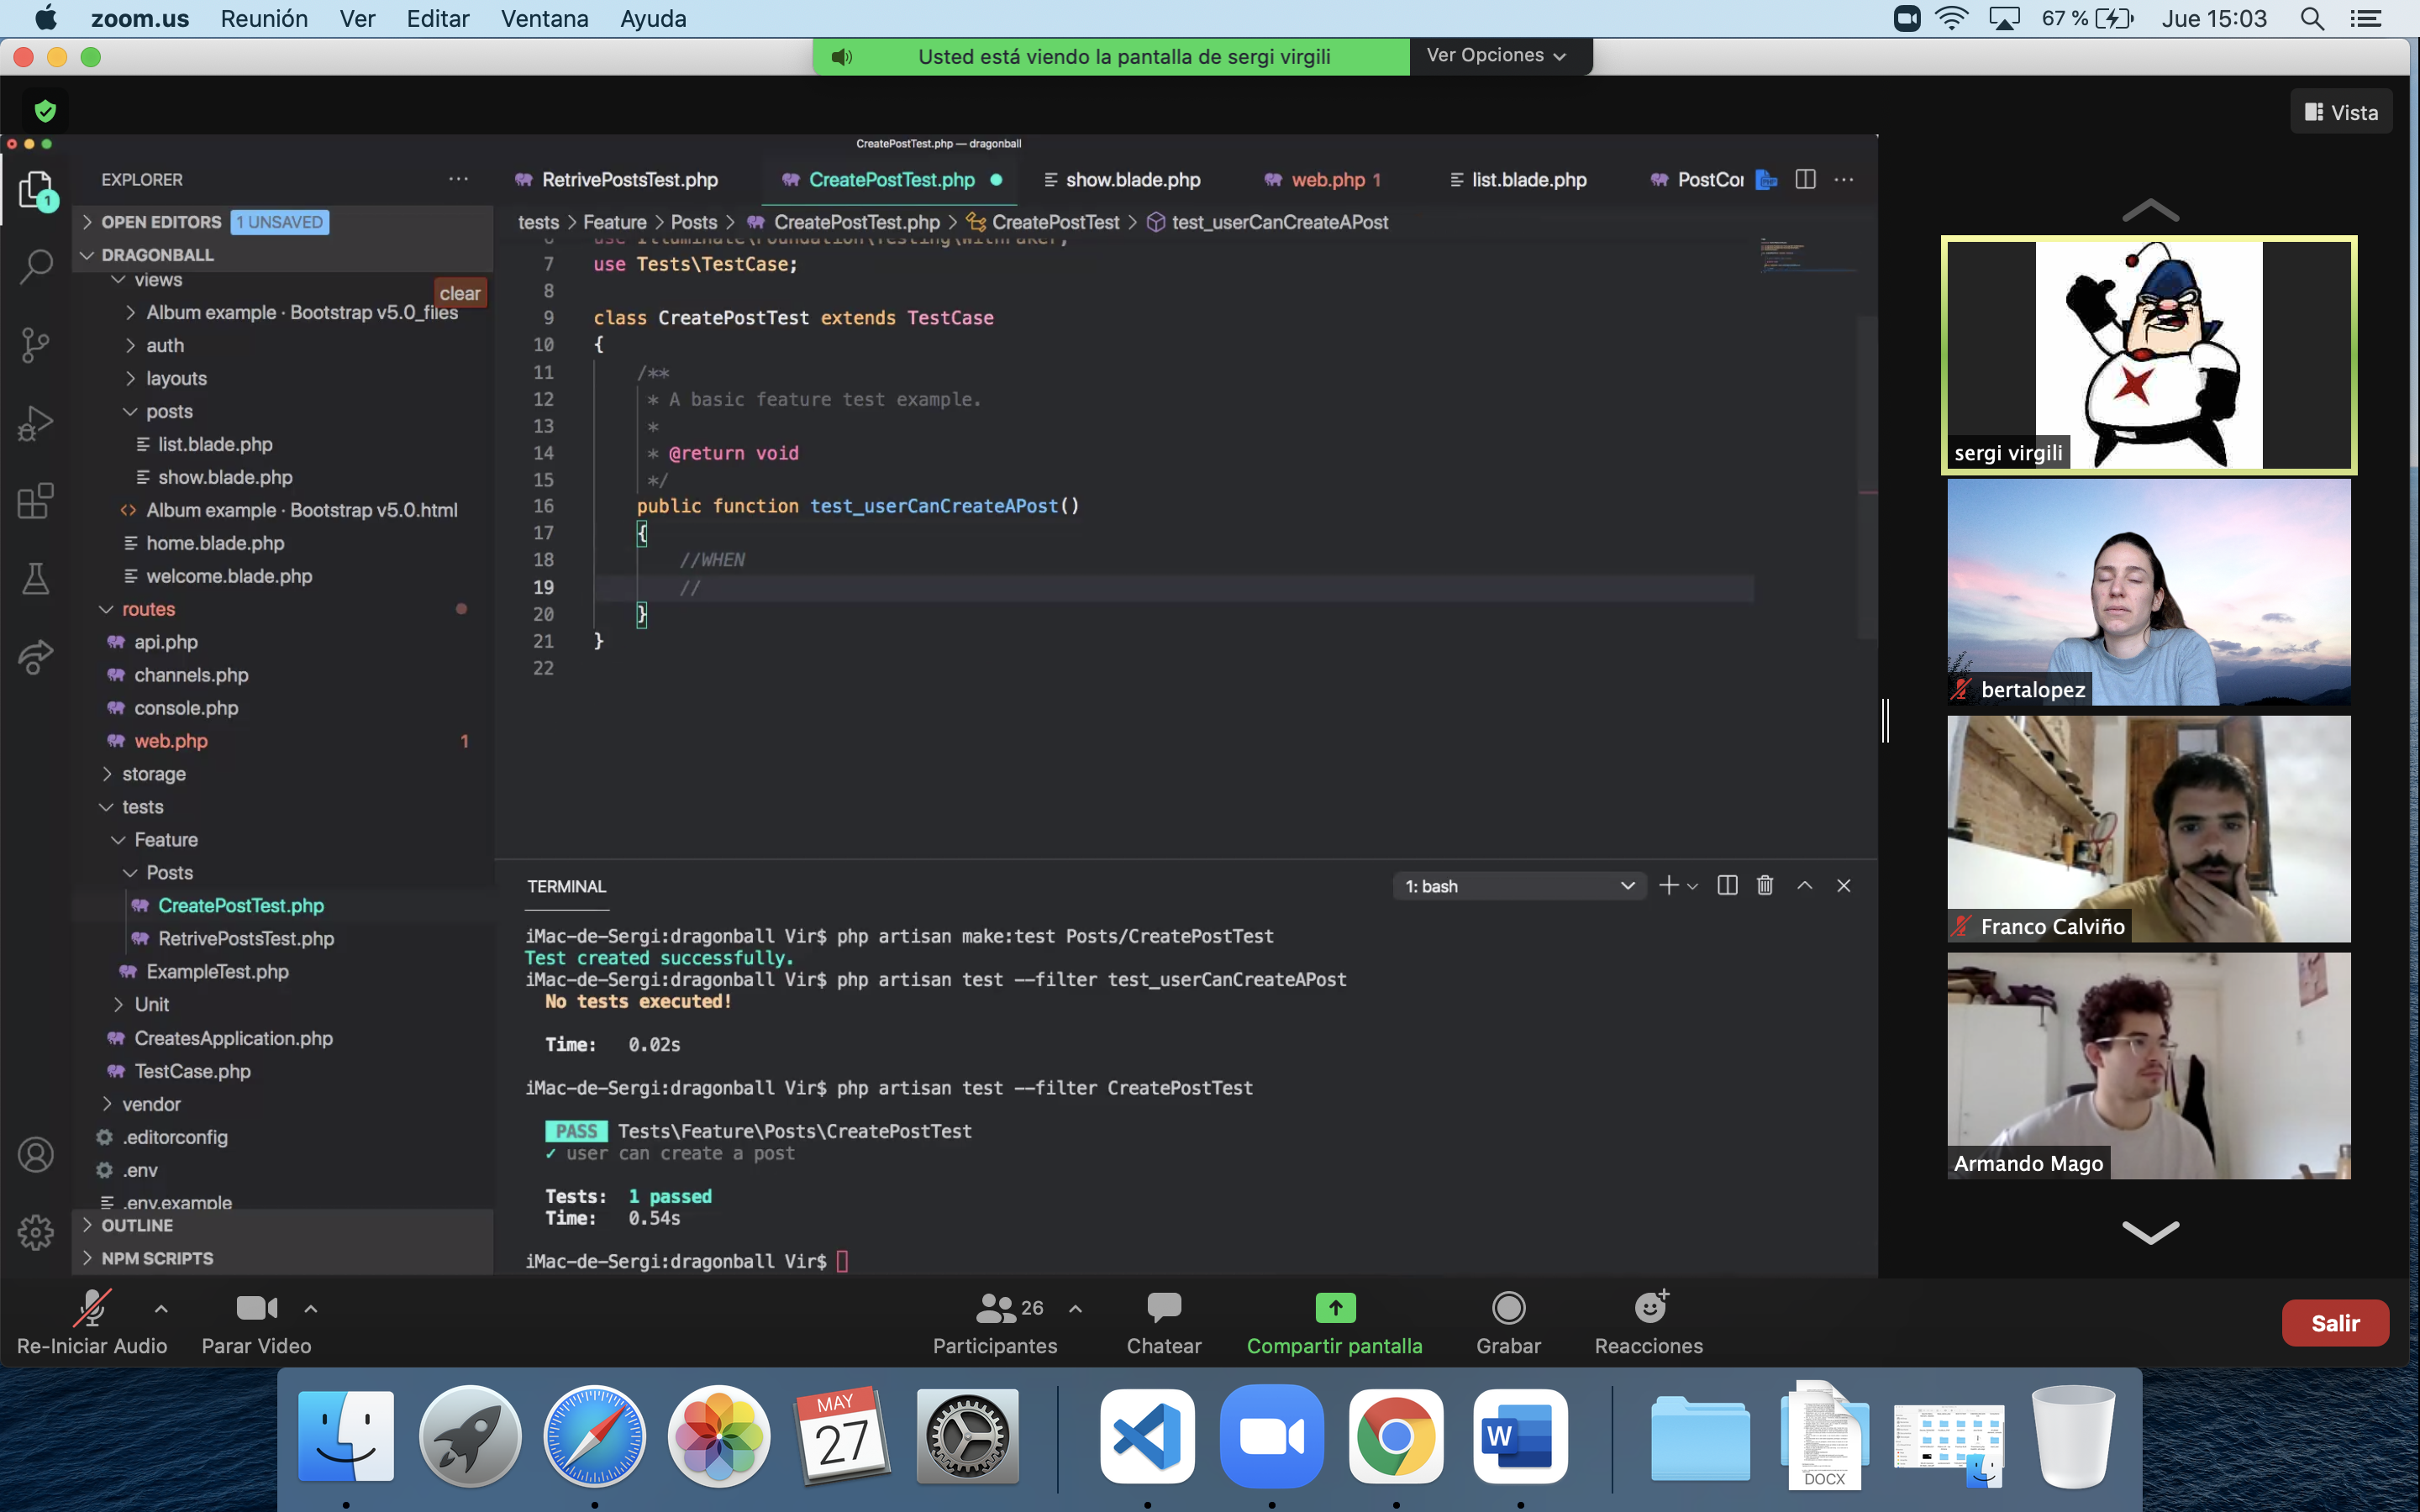 zoom.us Reunión Ver Editar Ventana Ayuda 67 % Jue 15:03
Usted está viendo la pantalla de sergi virgili Ver Opciones
Vista
CreatePostTest.php — dragonball
EXPLORER
RetrivePostsTest.php CreatePostTest.php show.blade.php web.php 1 list.blade.php PostCor
1
OPEN EDITORS 1 UNSAVED
tests > Feature > Posts > CreatePostTest.php > CreatePostTest > test_userCanCreateAPost
DRAGONBALL
views
clear
Album example · Bootstrap v5.0_files
auth
layouts
posts
list.blade.php
show.blade.php
Album example · Bootstrap v5.0.html
home.blade.php
welcome.blade.php
routes
api.php
channels.php
console.php
web.php 1
storage
tests
Feature
Posts
CreatePostTest.php
RetrivePostsTest.php
ExampleTest.php
Unit
CreatesApplication.php
TestCase.php
vendor
.editorconfig
.env
.env.example
OUTLINE
NPM SCRIPTS
6 use Illuminate\Foundation\Testing\WithFaker;
7 use Tests\TestCase;
8
9 class CreatePostTest extends TestCase
10 {
11 /**
12 * A basic feature test example.
13 *
14 * @return void
15 */
16 public function test_userCanCreateAPost()
17 {
18 //WHEN
19 //
20 }
21 }
22
TERMINAL 1: bash
iMac-de-Sergi:dragonball Vir$ php artisan make:test Posts/CreatePostTest
Test created successfully.
iMac-de-Sergi:dragonball Vir$ php artisan test --filter test_userCanCreateAPost
No tests executed!
Time: 0.02s
iMac-de-Sergi:dragonball Vir$ php artisan test --filter CreatePostTest
PASS Tests\Feature\Posts\CreatePostTest
✓ user can create a post
Tests: 1 passed
Time: 0.54s
iMac-de-Sergi:dragonball Vir$
sergi virgili
bertalopez
Franco Calviño
Armando Mago
Re-Iniciar Audio
Parar Video
26
Participantes
Chatear
Compartir pantalla
Grabar
Reacciones
Salir
MAY
27
W
DOCX